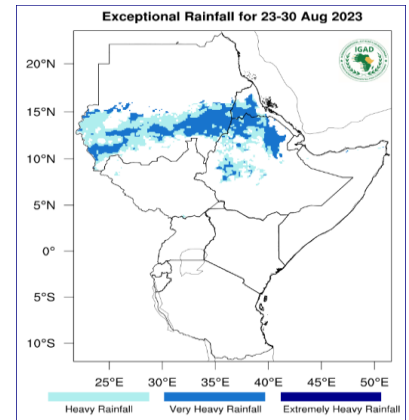 Exceptional Rainfall for 23-30 Aug 2023
IGAD
20°N
15°N
10°N
5°N
0°
5°S
10°S
25°E 30°E 35°E 40°E 45°E 50°E
Heavy Rainfall Very Heavy Rainfall Extremely Heavy Rainfall